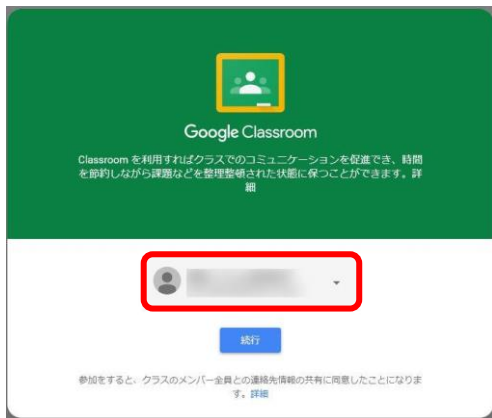 Google Classroom
Classroom を利用すればクラスでのコミュニケーションを促進でき、時間
を節約しながら課題などを整理整頓された状態に保つことができます。詳
細
続行
参加をすると、クラスのメンバー全員との連絡先情報の共有に同意したことになりま
す。詳細